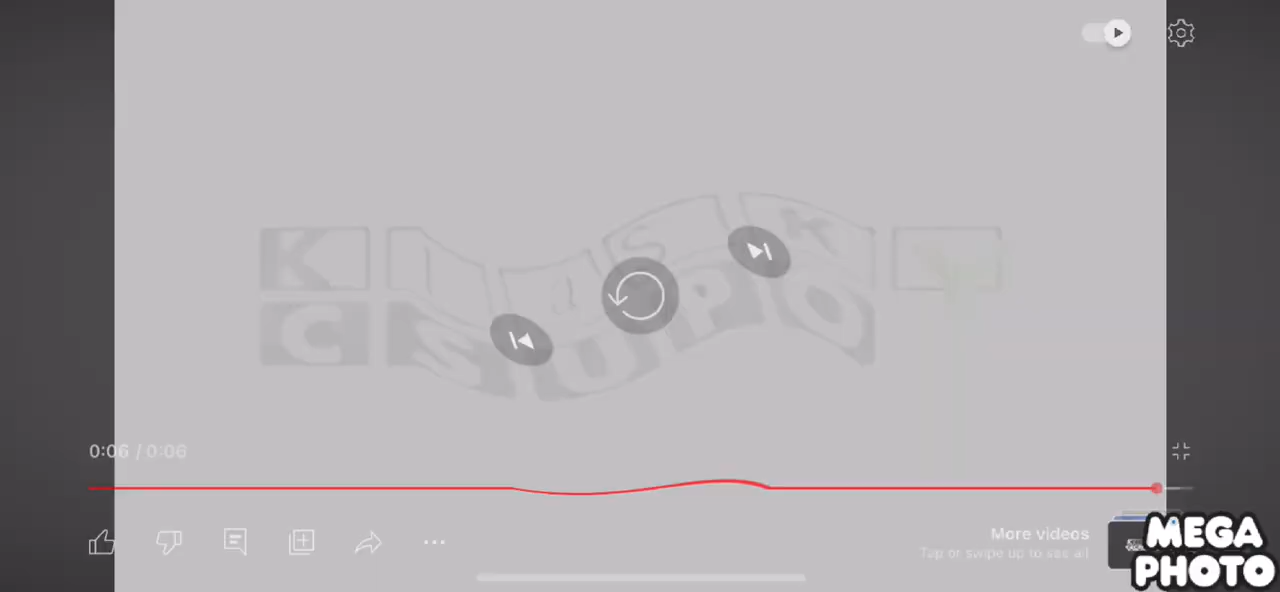 K I A S K Y
C S U P O
0:06 / 0:06
More videos
Tap or swipe up to see all
MEGA
PHOTO